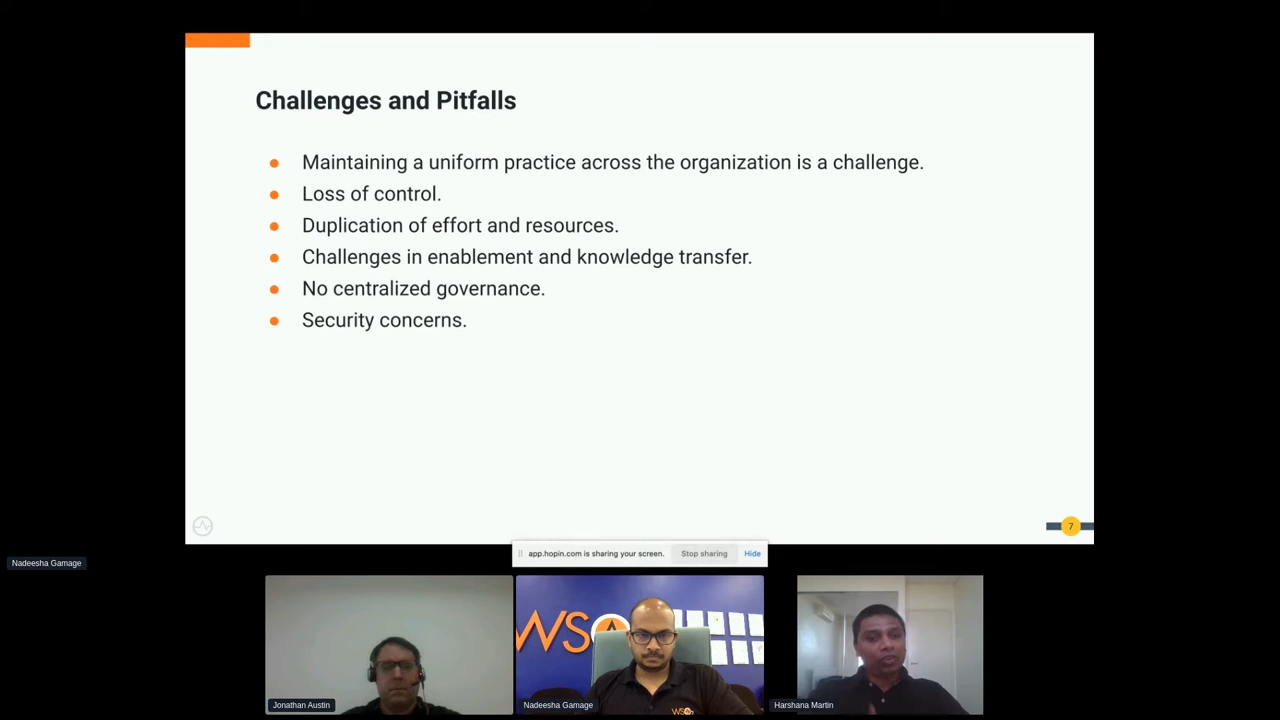 Challenges and Pitfalls
Maintaining a uniform practice across the organization is a challenge.
Loss of control.
Duplication of effort and resources.
Challenges in enablement and knowledge transfer.
No centralized governance.
Security concerns.
7
app.hopin.com is sharing your screen. Stop sharing Hide
Nadeesha Gamage
WSO
WSO2
Jonathan Austin
Nadeesha Gamage
Harshana Martin